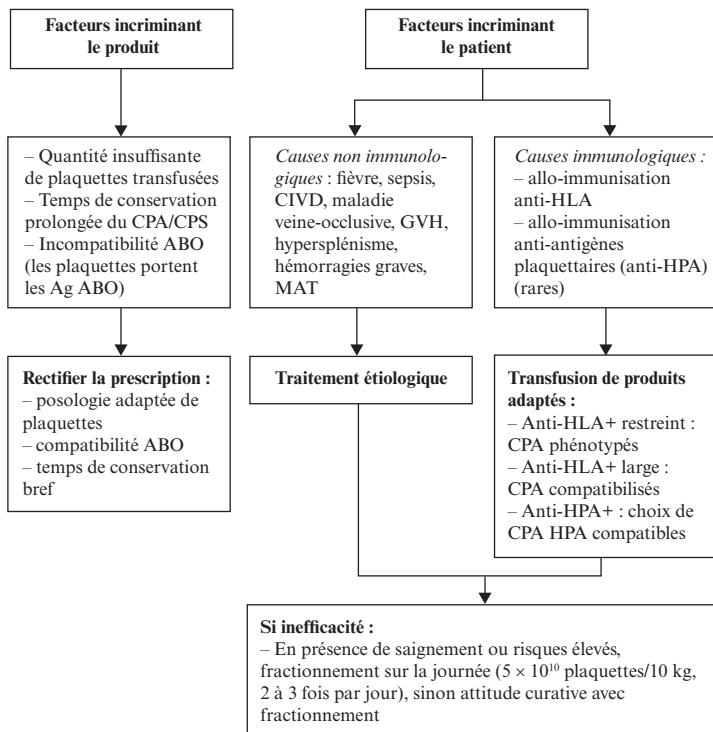 Facteurs incriminant
le produit
Facteurs incriminant
le patient
– Quantité insuffisante
de plaquettes transfusées
– Temps de conservation
prolongée du CPA/CPS
– Incompatibilité ABO
(les plaquettes portent
les Ag ABO)
Causes non immunolo-
giques : fièvre, sepsis,
CIVD, maladie
veine-occlusive, GVH,
hypersplénisme,
hémorragies graves,
MAT
Causes immunologiques :
– allo-immunisation
anti-HLA
– allo-immunisation
anti-antigènes
plaquettaires (anti-HPA)
(rares)
Rectifier la prescription :
– posologie adaptée de
plaquettes
– compatibilité ABO
– temps de conservation
bref
Traitement étiologique
Transfusion de produits
adaptés :
– Anti-HLA+ restreint :
CPA phénotypés
– Anti-HLA+ large :
CPA compatibilisés
– Anti-HPA+ : choix de
CPA HPA compatibles
Si inefficacité :
– En présence de saignement ou risques élevés,
fractionnement sur la journée (5 × 10¹⁰ plaquettes/10 kg,
2 à 3 fois par jour), sinon attitude curative avec
fractionnement